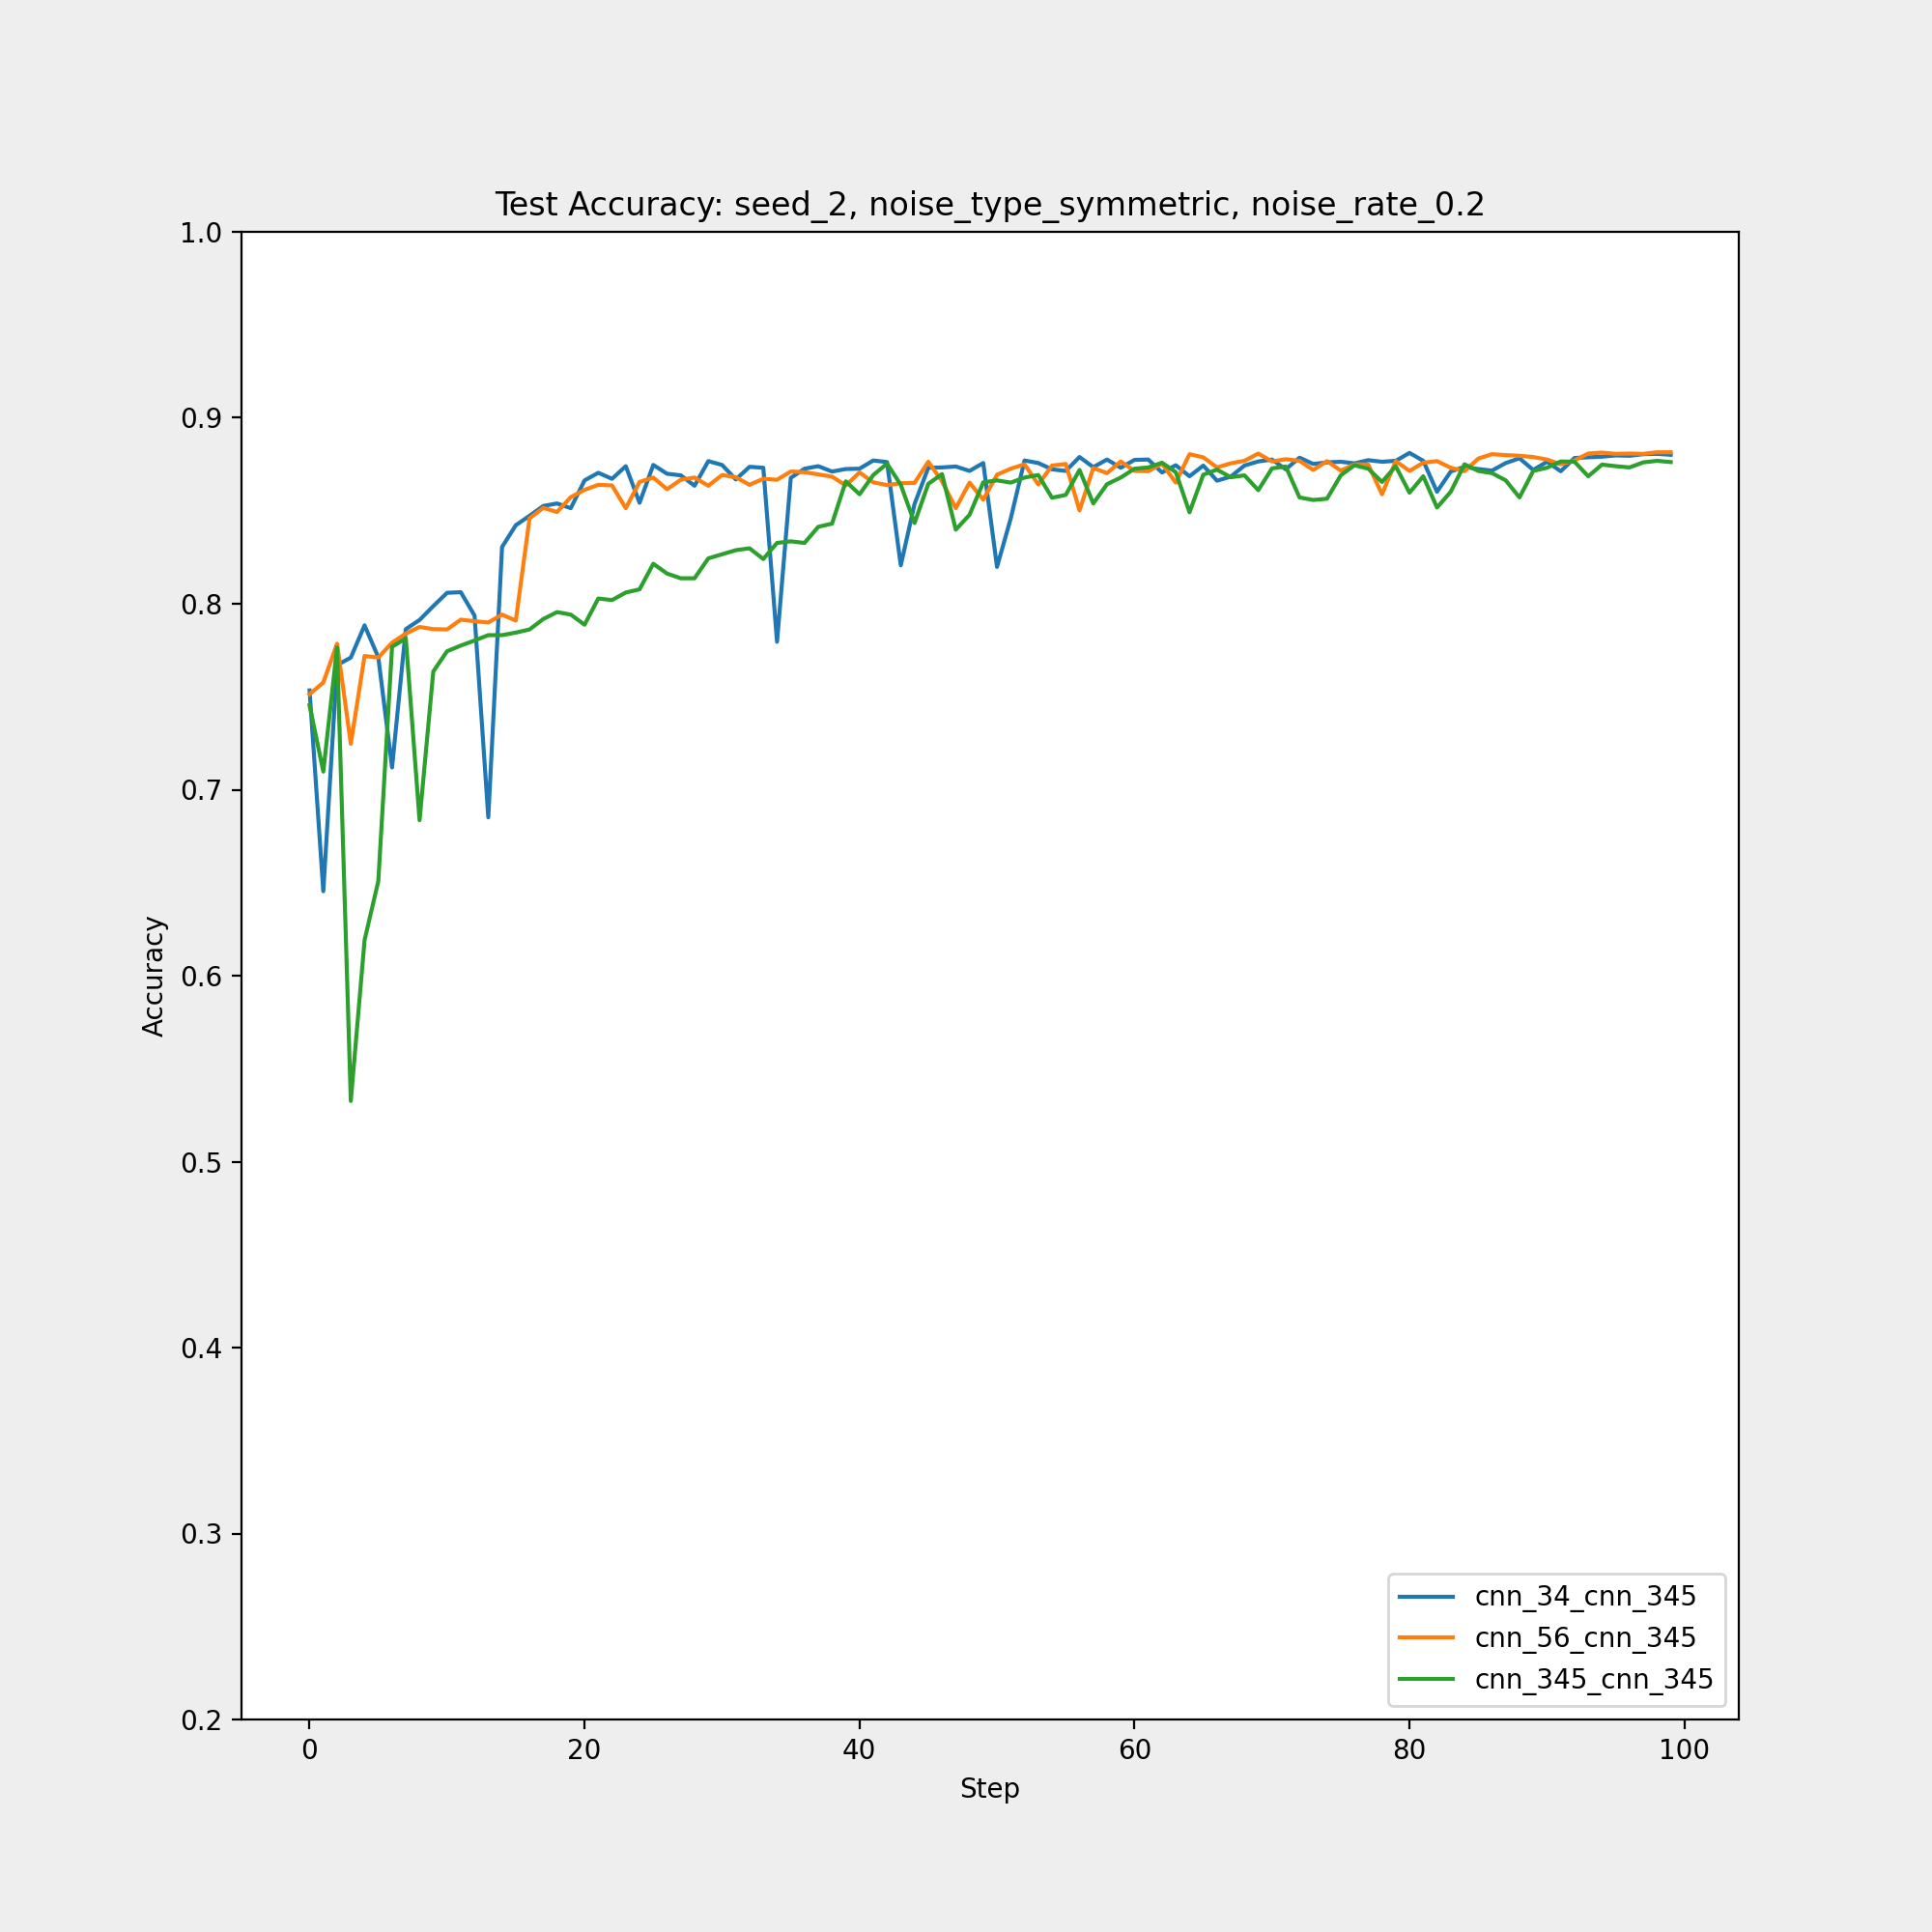 Test Accuracy: seed_2, noise_type_symmetric, noise_rate_0.2
1.0
0.9
0.8
0.7
0.6
0.5
0.4
0.3
0.2
Accuracy
0 20 40 60 80 100
Step
cnn_34_cnn_345
cnn_56_cnn_345
cnn_345_cnn_345